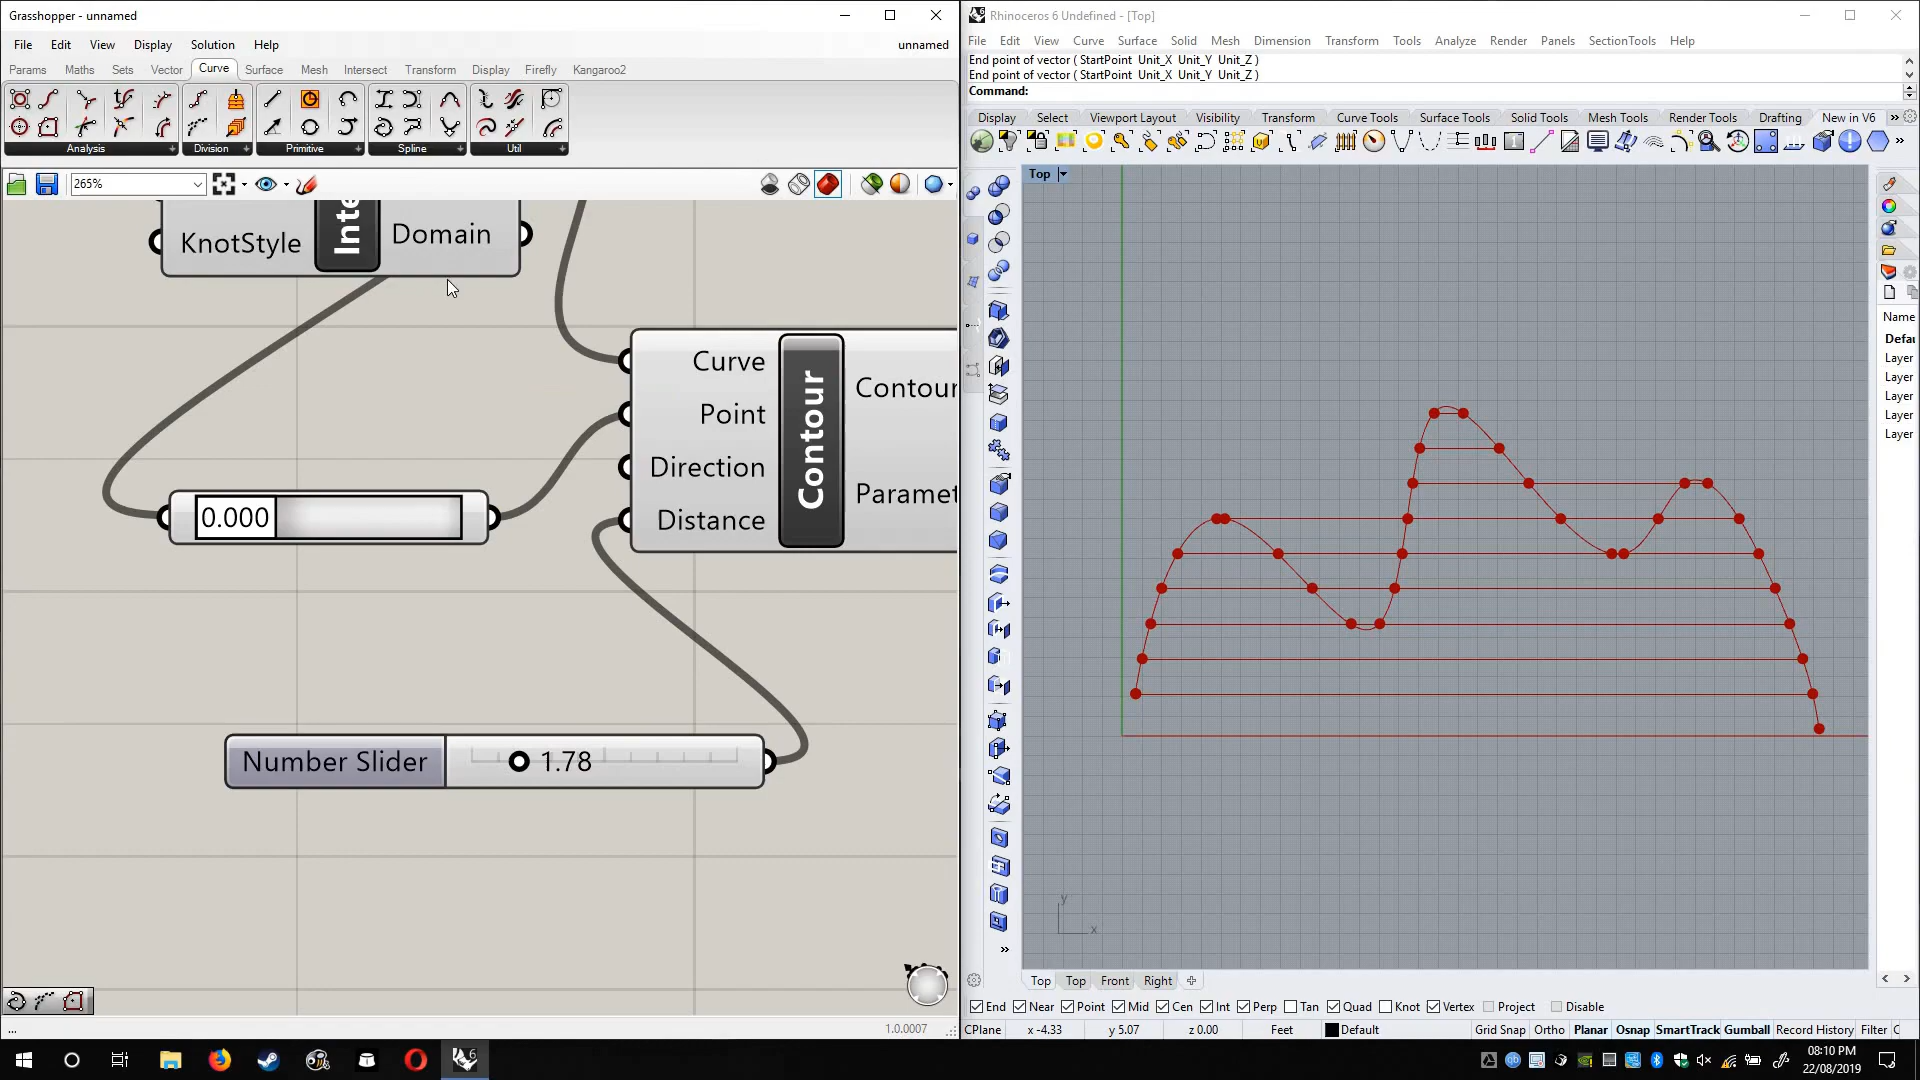 Grasshopper - unnamed
File Edit View Display Solution Help
unnamed
Params Maths Sets Vector Curve Surface Mesh Intersect Transform Display Firefly Kangaroo2
Analysis Division Primitive Spline Util
265%
KnotStyle
Inte
Domain
Curve
Point
Direction
Distance
Contour
Contour
Paramet
0.000
Number Slider 1.78
...
1.0.0007
Rhinoceros 6 Undefined - [Top]
File Edit View Curve Surface Solid Mesh Dimension Transform Tools Analyze Render Panels SectionTools Help
End point of vector ( StartPoint Unit_X Unit_Y Unit_Z )
End point of vector ( StartPoint Unit_X Unit_Y Unit_Z )
Command:
Display Select Viewport Layout Visibility Transform Curve Tools Surface Tools Solid Tools Mesh Tools Render Tools Drafting New in V6
Top
Name
Defau
Layer
Layer
Layer
Layer
Layer
y
x
Top Top Front Right
End Near Point Mid Cen Int Perp Tan Quad Knot Vertex Project Disable
CPlane x -4.33 y 5.07 z 0.00 Feet Default Grid Snap Ortho Planar Osnap SmartTrack Gumball Record History Filter C
08:10 PM
22/08/2019